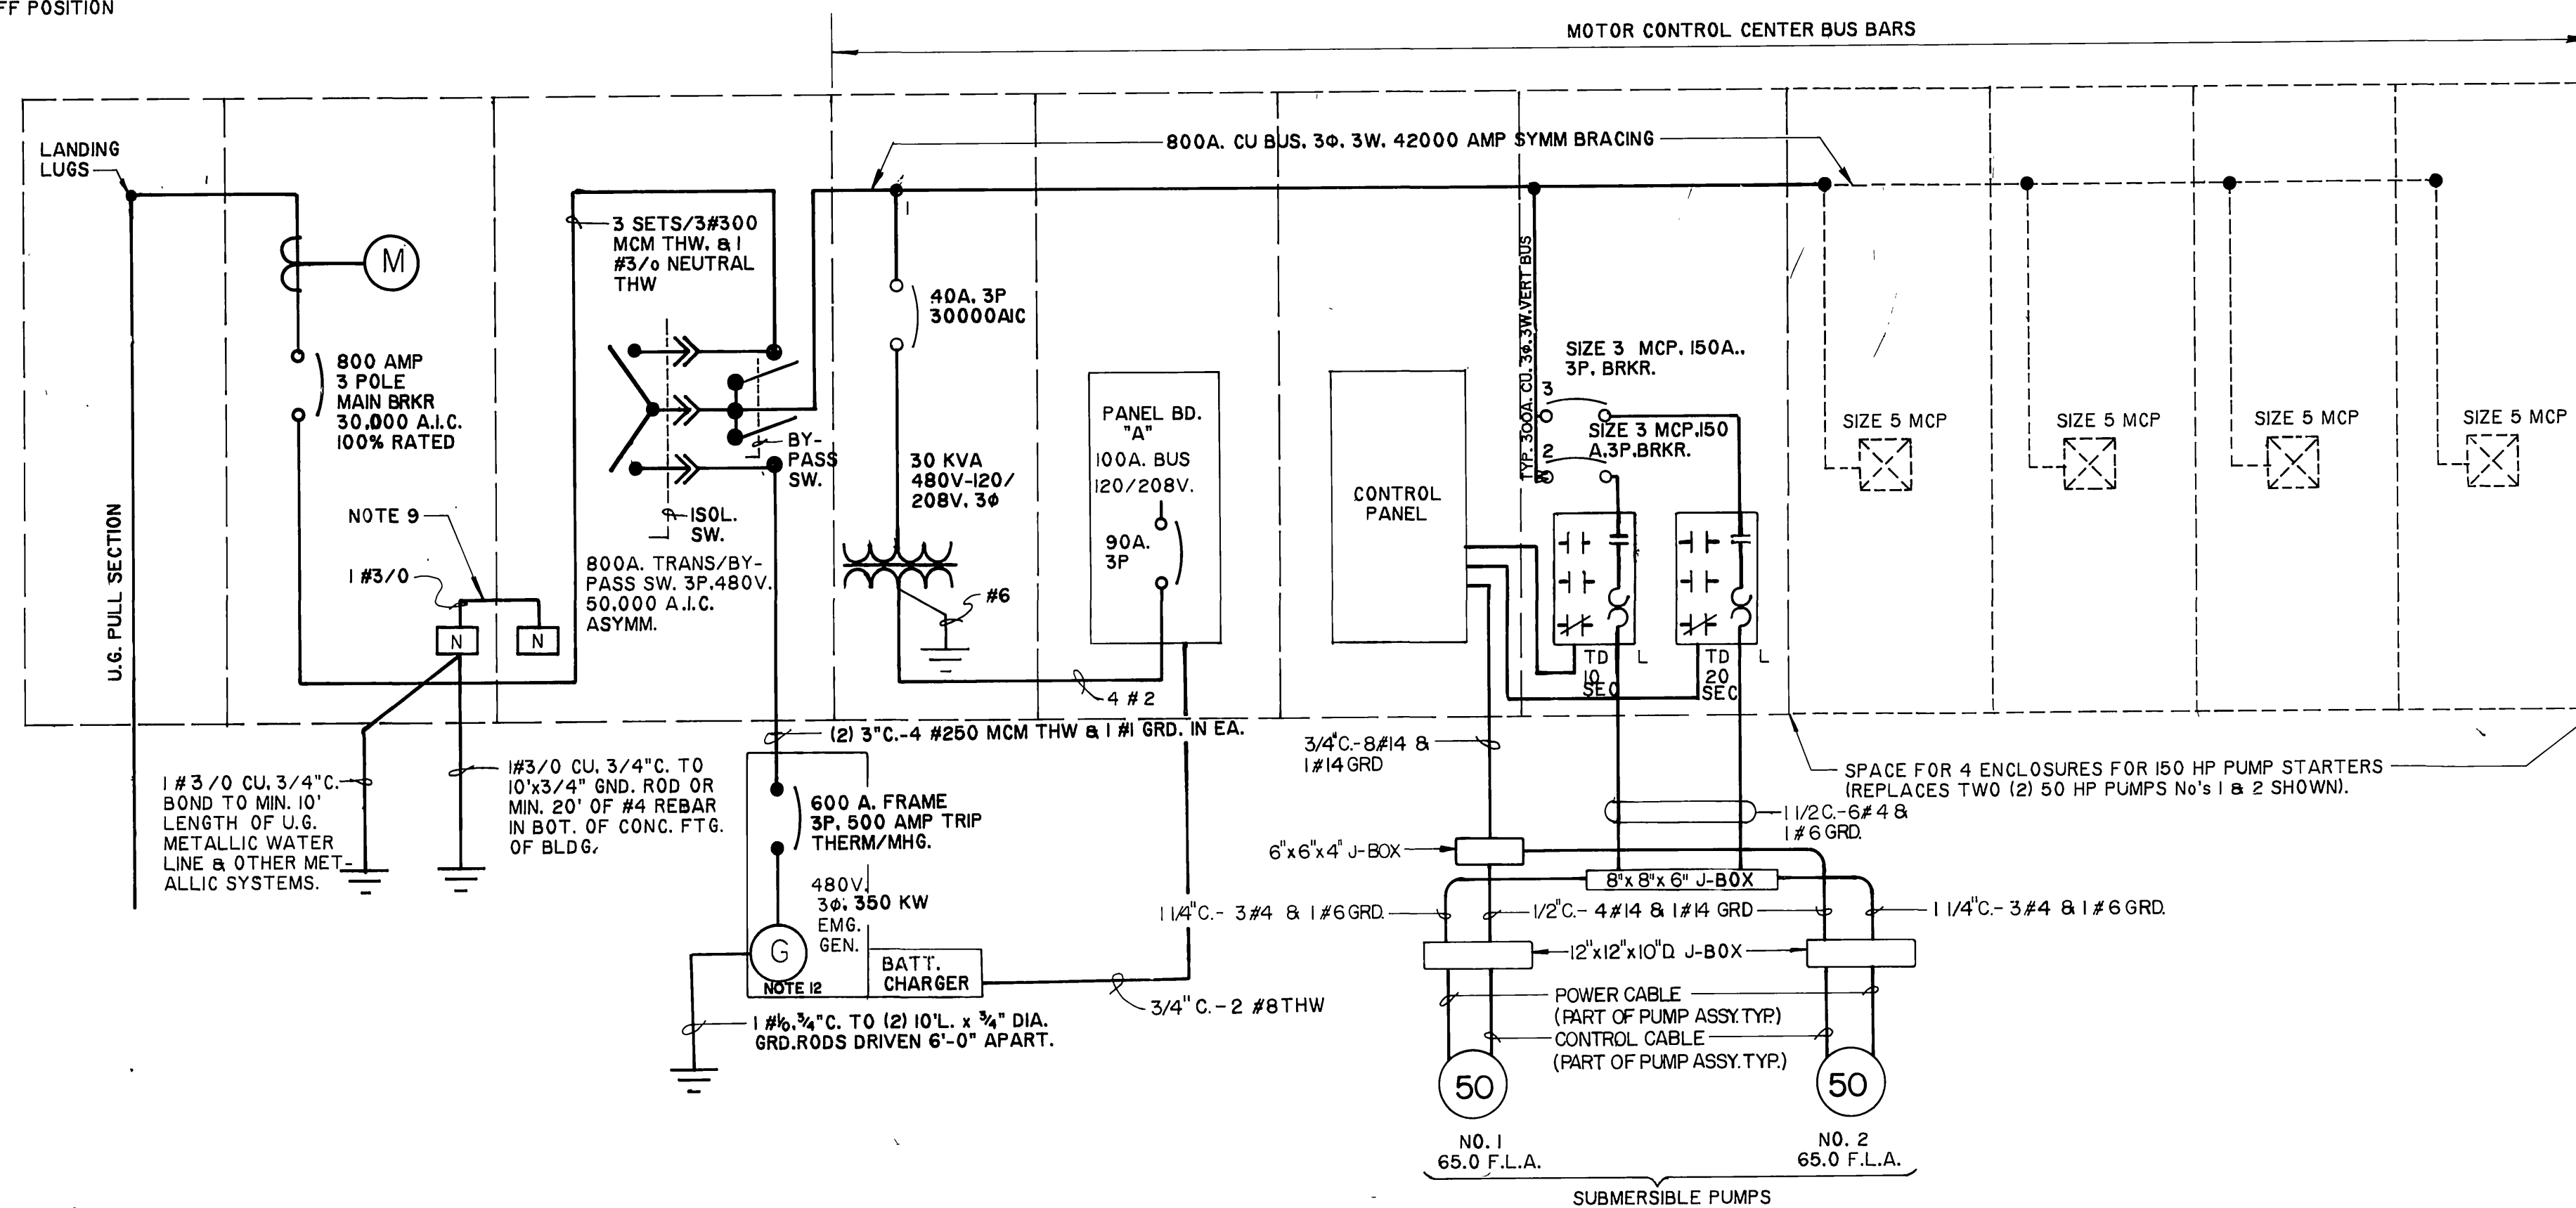 FF POSITION
MOTOR CONTROL CENTER BUS BARS
LANDING
LUGS
800A. CU BUS, 3Φ, 3W, 42000 AMP SYMM BRACING
3 SETS/3#300
MCM THW. & 1
#3/0 NEUTRAL
THW
M
800 AMP
3 POLE
MAIN BRKR
30,000 A.I.C.
100% RATED
40A, 3P
30000AIC
BY-
PASS
SW.
ISOL.
SW.
800A. TRANS/BY-
PASS SW. 3P,480V.
50,000 A.I.C.
ASYMM.
U.G. PULL SECTION
NOTE 9
1 #3/0
N
N
30 KVA
480V-120/
208V, 3Φ
#6
PANEL BD.
"A"
100A. BUS
120/208V.
90A.
3P
4 #2
CONTROL
PANEL
TYP. 300A. CU. 3Φ.3W.VERT BUS
SIZE 3 MCP, 150A.,
3P, BRKR.
3
SIZE 3 MCP,150
A,3P,BRKR.
2
TD
10
SEC
L
TD
20
SEC
L
SIZE 5 MCP
SIZE 5 MCP
SIZE 5 MCP
SIZE 5 MCP
(2) 3"C.-4 #250 MCM THW & 1 #1 GRD. IN EA.
1 #3/0 CU, 3/4"C.
BOND TO MIN. 10'
LENGTH OF U.G.
METALLIC WATER
LINE & OTHER MET-
ALLIC SYSTEMS.
1#3/0 CU, 3/4"C. TO
10'x3/4" GND. ROD OR
MIN. 20' OF #4 REBAR
IN BOT. OF CONC. FTG.
OF BLDG.
600 A. FRAME
3P, 500 AMP TRIP
THERM/MHG.
480V.
3Φ, 350 KW
EMG.
GEN.
G
NOTE 12
BATT.
CHARGER
3/4" C.-2 #8THW
1 #1/0,3/4"C. TO (2) 10'L. x 3/4" DIA.
GRD.RODS DRIVEN 6'-0" APART.
3/4"C.-8#14 &
1#14GRD
SPACE FOR 4 ENCLOSURES FOR 150 HP PUMP STARTERS
(REPLACES TWO (2) 50 HP PUMPS No's 1 & 2 SHOWN).
1 1/2C.-6#4 &
1#6GRD.
6"x6"x4" J-BOX
8"x 8"x 6" J-BOX
1 1/4"C.- 3#4 & 1#6GRD.
1/2"C.- 4#14 & 1#14 GRD
1 1/4"C.- 3#4 & 1#6 GRD.
12"x12"x10"D. J-BOX
POWER CABLE
(PART OF PUMP ASSY.TYP.)
CONTROL CABLE
(PART OF PUMP ASSY.TYP.)
50
50
NO. 1
65.0 F.L.A.
NO. 2
65.0 F.L.A.
SUBMERSIBLE PUMPS